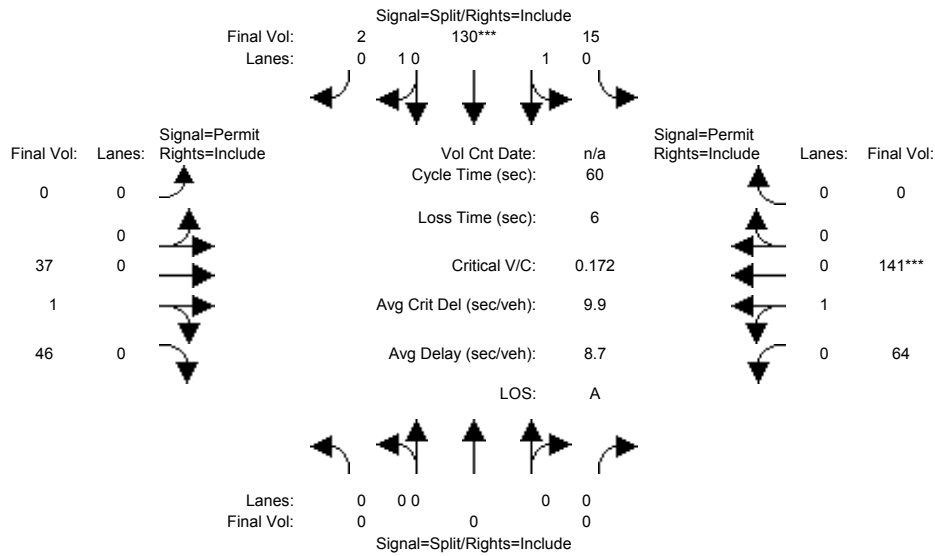 Signal=Split/Rights=Include
Final Vol: 2 130*** 15
Lanes: 0 1 0 1 0
Signal=Permit Signal=Permit
Final Vol: Lanes: Rights=Include Vol Cnt Date: n/a Rights=Include Lanes: Final Vol:
Cycle Time (sec): 60
0 0 0 0
Loss Time (sec): 6
0 0
37 0 Critical V/C: 0.172 0 141***
1 Avg Crit Del (sec/veh): 9.9 1
46 0 Avg Delay (sec/veh): 8.7 0 64
LOS: A
Lanes: 0 0 0 0 0
Final Vol: 0 0 0
Signal=Split/Rights=Include